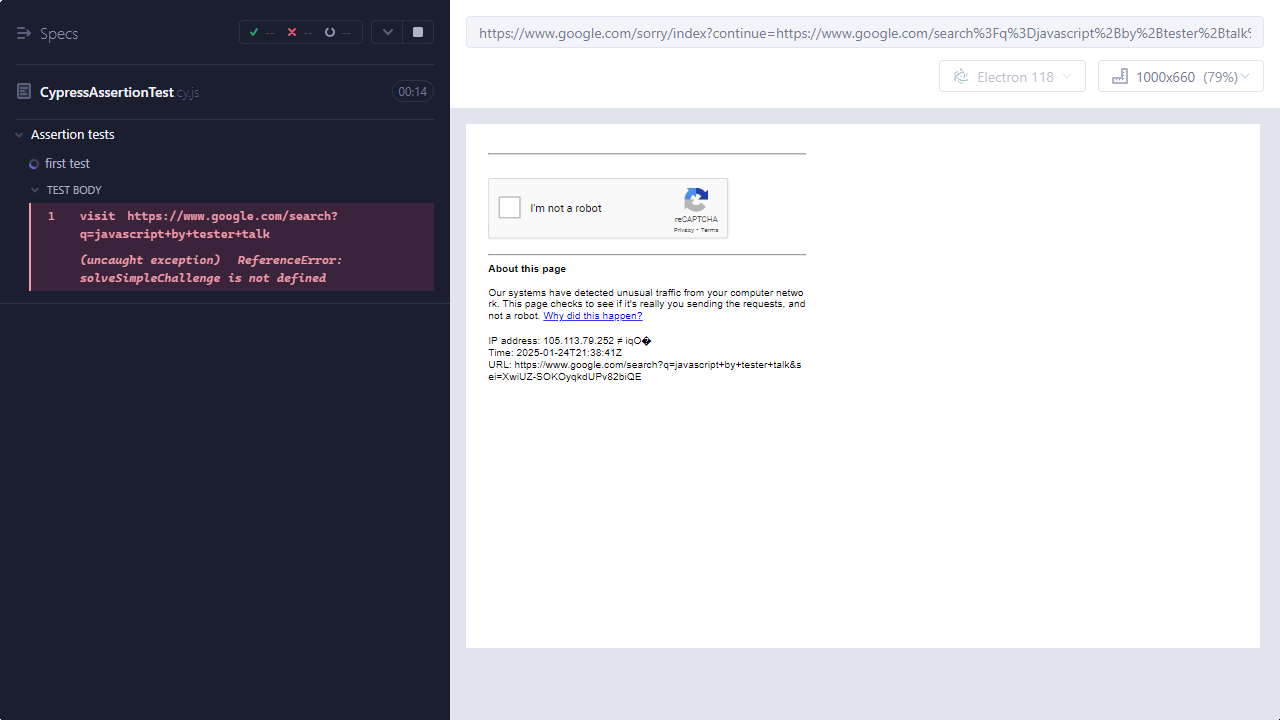 Specs
-- -- --
CypressAssertionTest.cy.js
00:14
Assertion tests
first test
TEST BODY
1 visit https://www.google.com/search?
q=javascript+by+tester+talk
(uncaught exception) ReferenceError:
solveSimpleChallenge is not defined
https://www.google.com/sorry/index?continue=https://www.google.com/search%3Fq%3Djavascript%2Bby%2Btester%2Btalk%
Electron 118
1000x660 (79%)
I'm not a robot
reCAPTCHA
Privacy - Terms
About this page
Our systems have detected unusual traffic from your computer netwo
rk. This page checks to see if it's really you sending the requests, and
not a robot. Why did this happen?
IP address: 105.113.79.252 ≠ iqO�
Time: 2025-01-24T21:38:41Z
URL: https://www.google.com/search?q=javascript+by+tester+talk&s
ei=XwiUZ-SOKOyqkdUPv82biQE